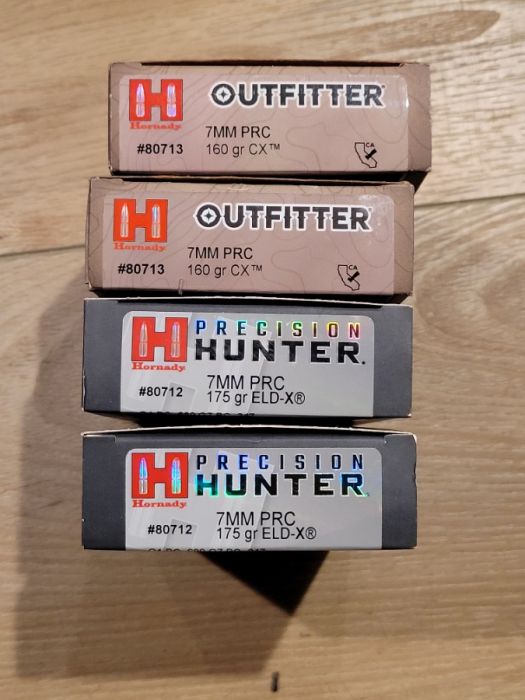 OUTFITTER
Hornady
7MM PRC
#80713
160 gr CX™
CA
OUTFITTER
Hornady
7MM PRC
#80713
160 gr CX™
CA
PRECISION
HUNTER.
Hornady
7MM PRC
#80712
175 gr ELD-X®
PRECISION
HUNTER.
Hornady
7MM PRC
#80712
175 gr ELD-X®